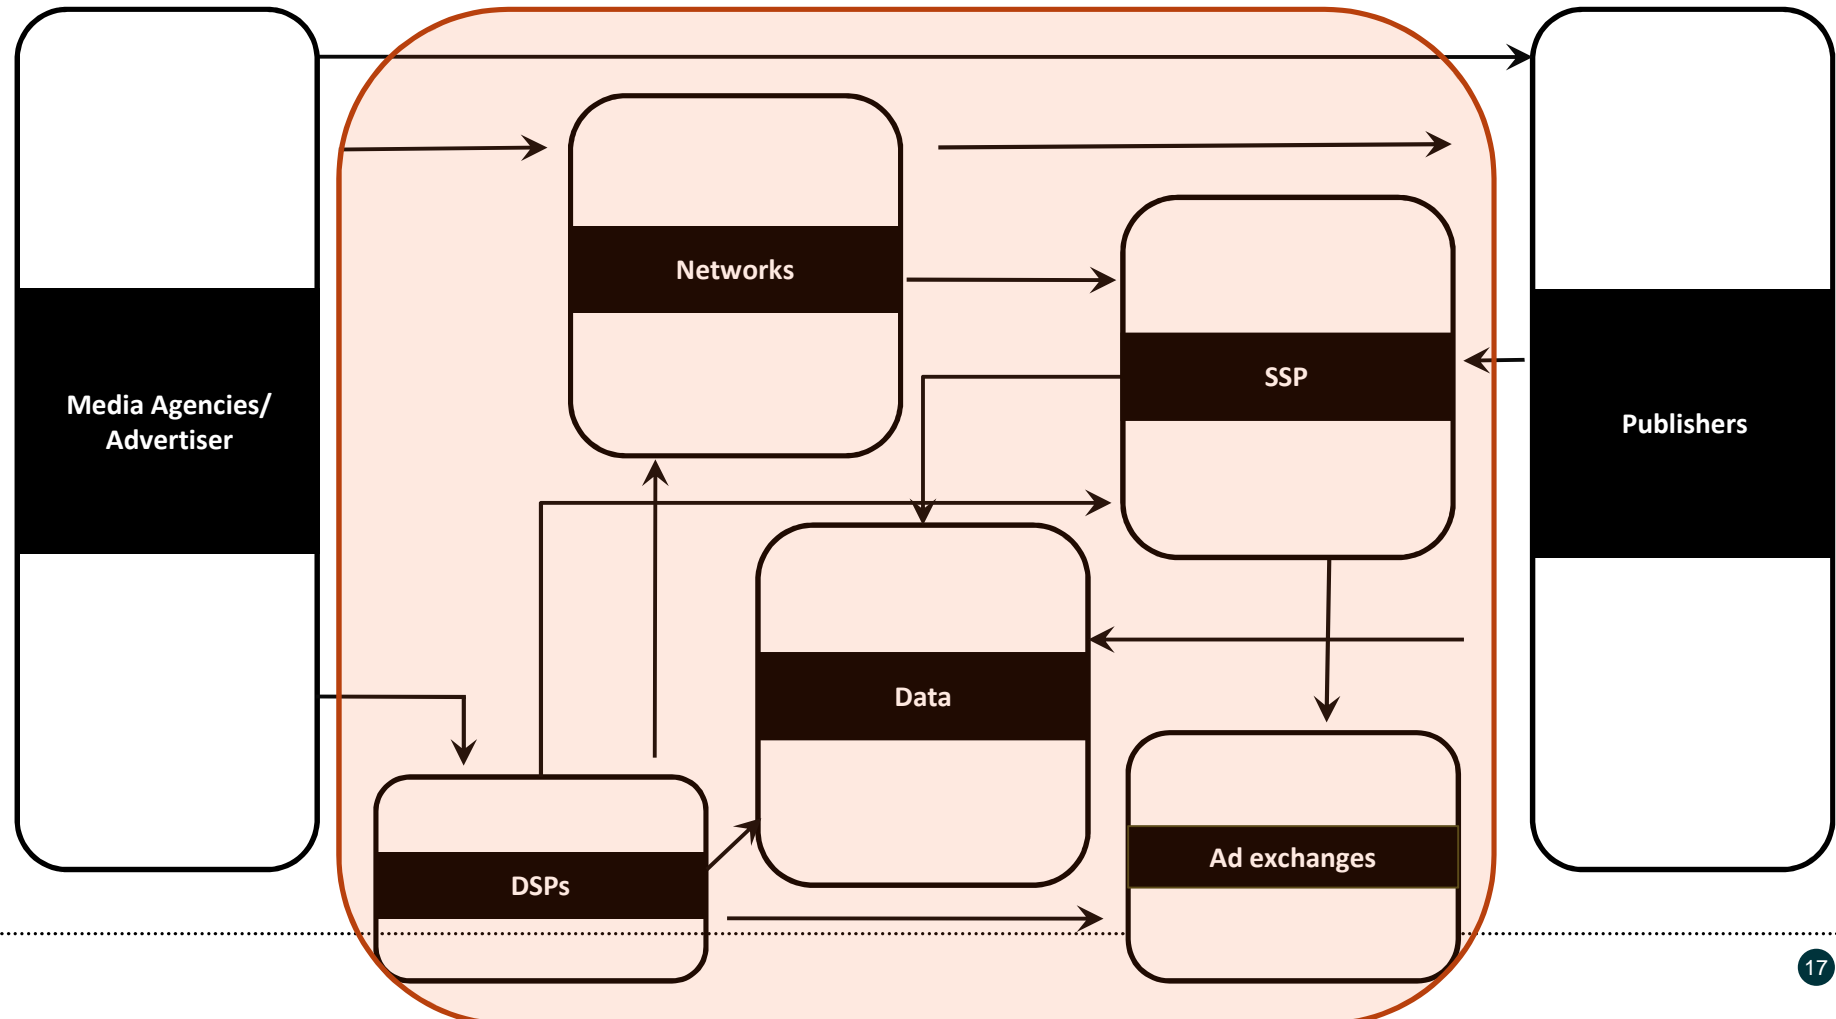 Networks
SSP
Media Agencies/
Advertiser
Publishers
Data
Ad exchanges
DSPs
17